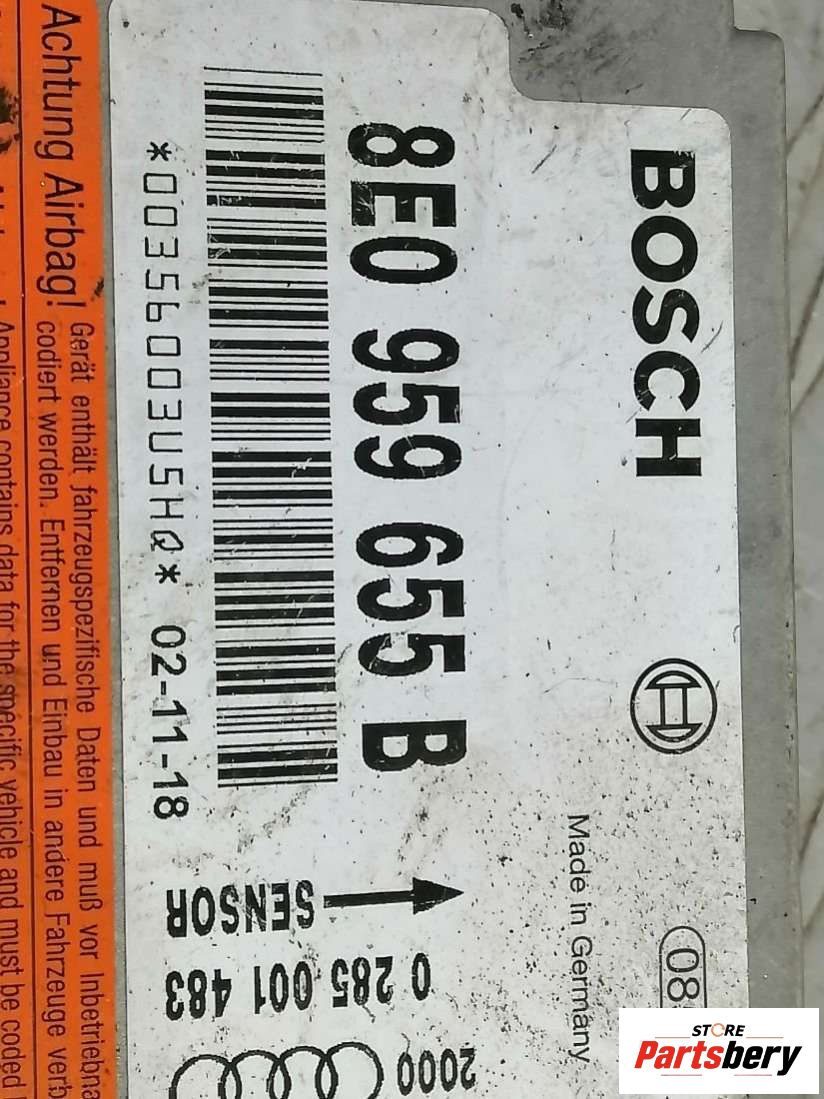 BOSCH
8E0 959 655 B
*00356003U5HQ* 02-11-18
Achtung Airbag!
Gerät enthält fahrzeugspezifische Daten und muß vor Inbetriebna
codiert werden. Entfernen und Einbau in andere Fahrzeuge verb
Appliance contains data for the specific vehicle and must be coded
SENSOR
0 285 001 483
2000
Made in Germany
08
STORE
Partsbery